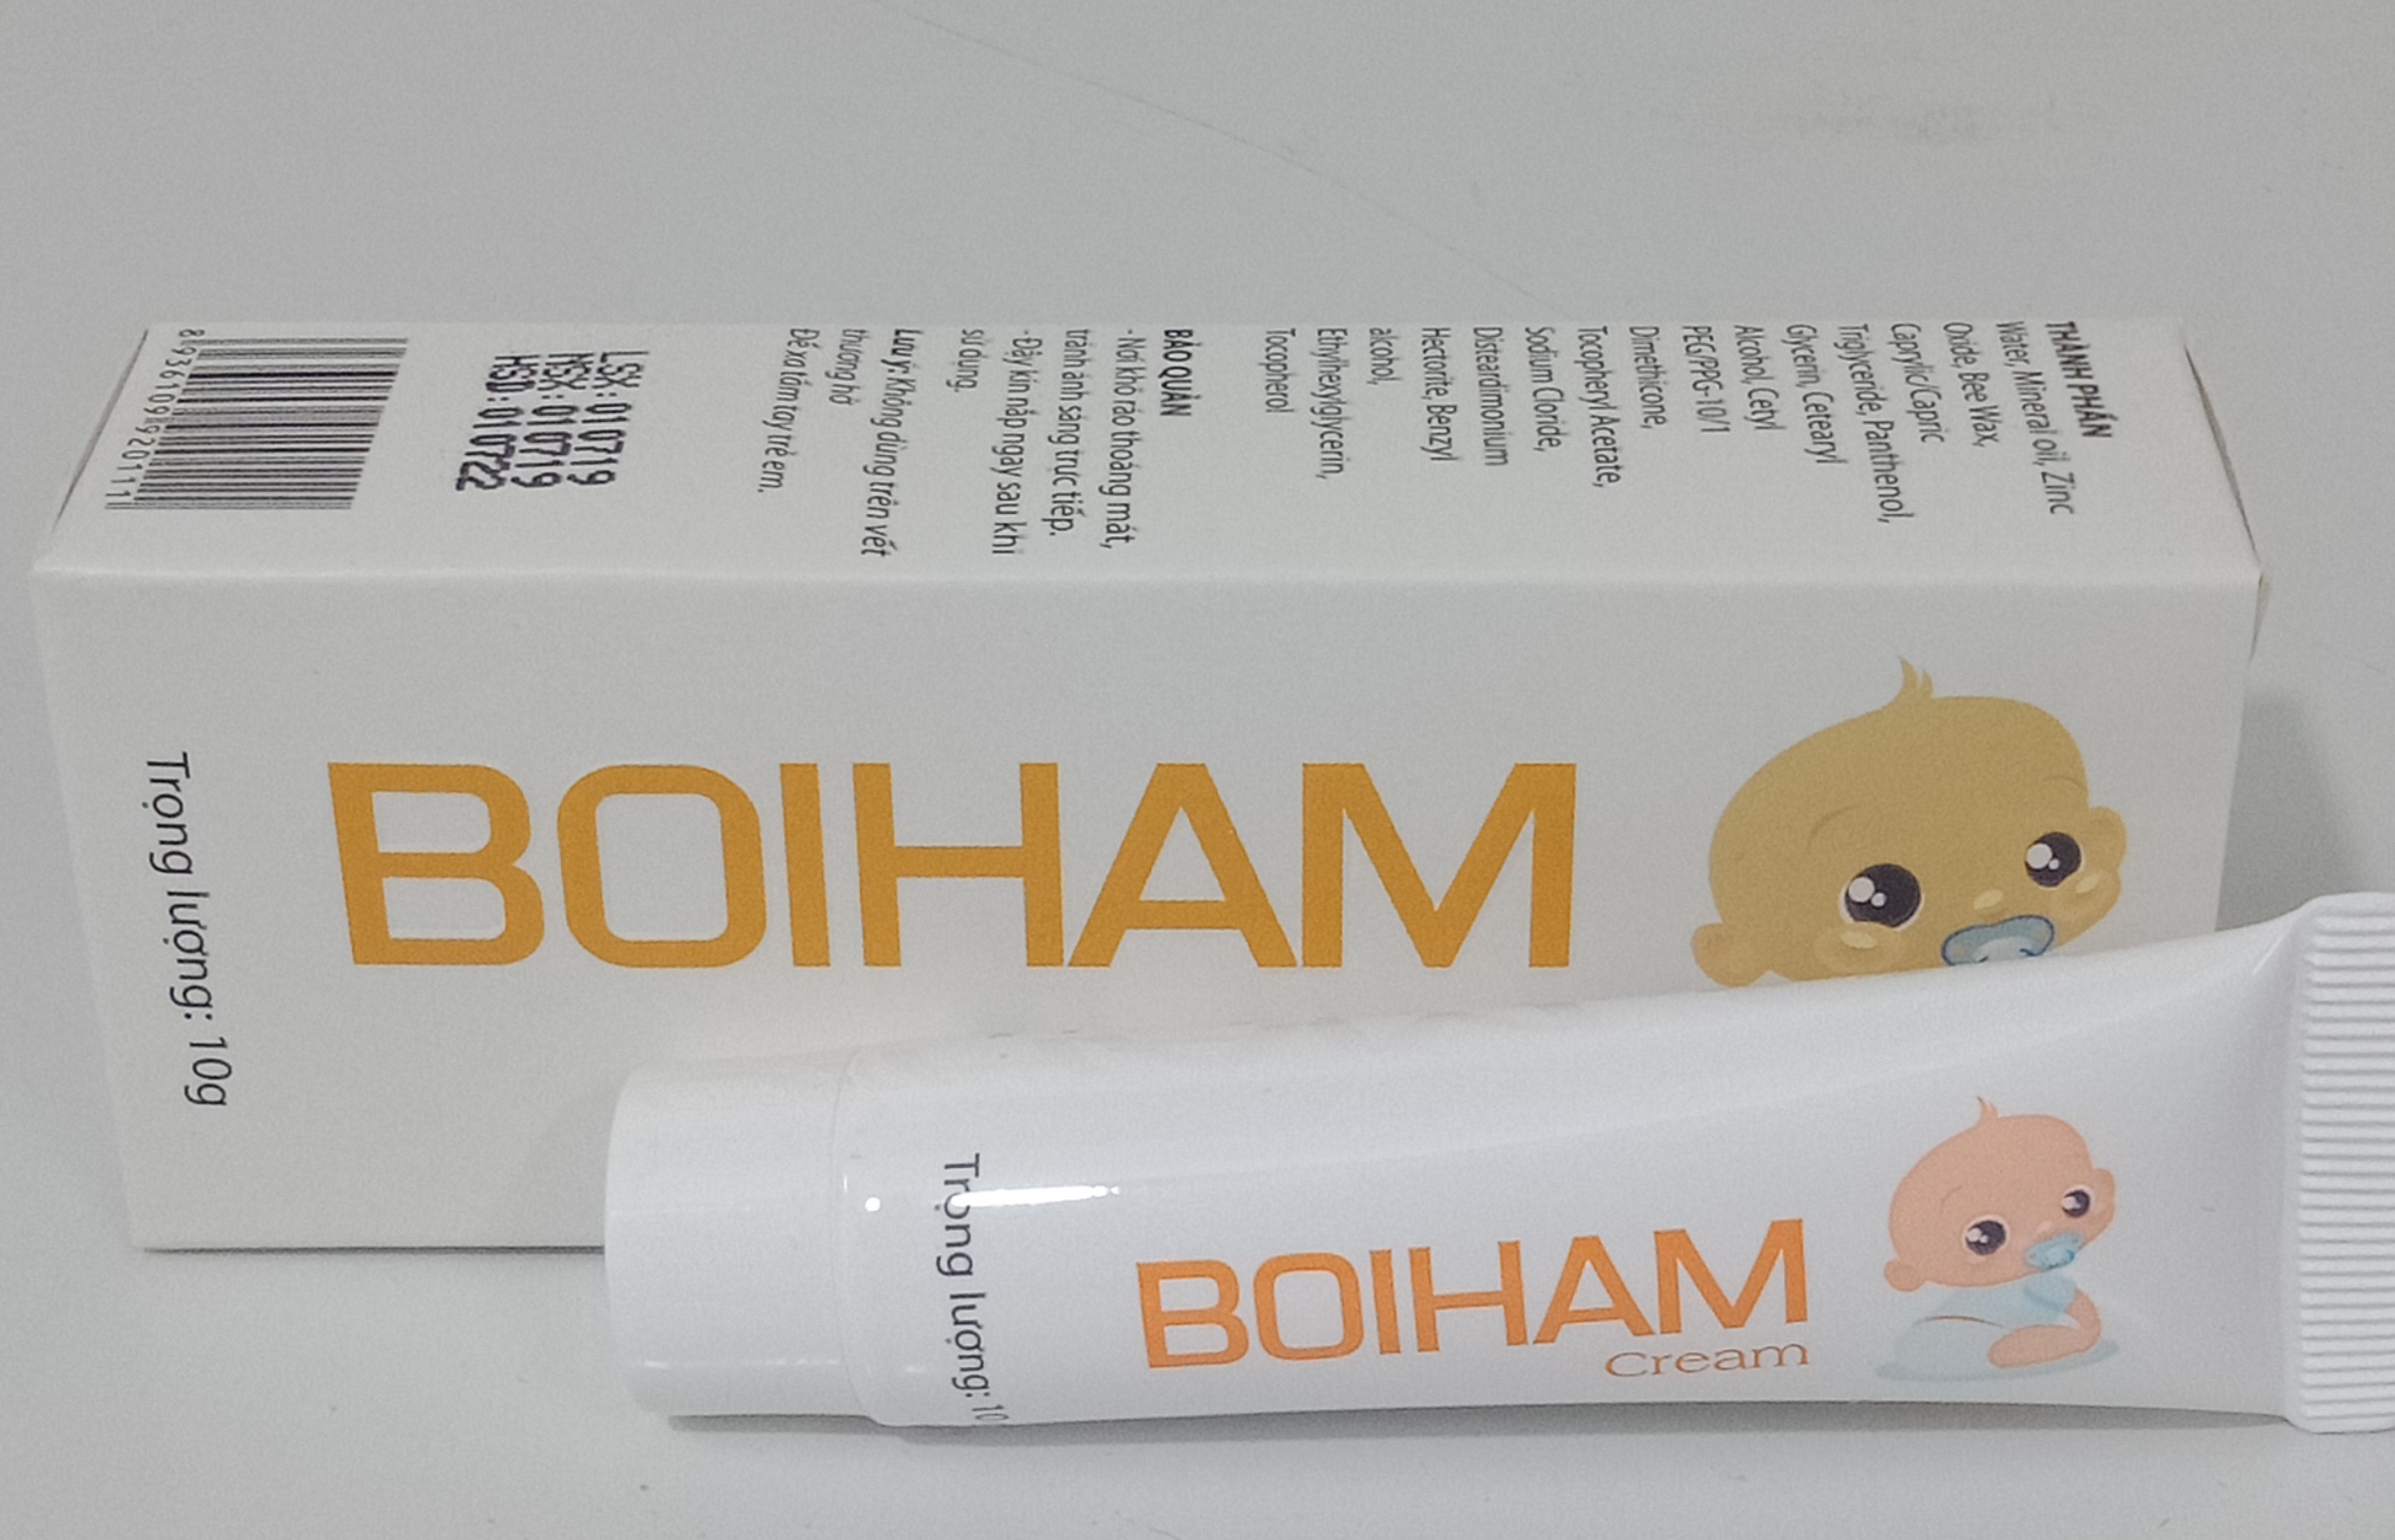 THÀNH PHẦN
Water, Mineral oil, Zinc
Oxide, Bee Wax,
Caprylic/Capric
Triglyceride, Panthenol,
Glycerin, Cetearyl
Alcohol, Cetyl
PEG/PPG-10/1
Dimethicone,
Tocopheryl Acetate,
Sodium Cloride,
Disteardimonium
Hectorite, Benzyl
alcohol,
Ethylhexylglycerin,
Tocopherol
BẢO QUẢN
- Nơi khô ráo thoáng mát,
tránh ánh sáng trực tiếp.
- Đậy kín nắp ngay sau khi
sử dụng.
Lưu ý: Không dùng trên vết
thương hở
Để xa tầm tay trẻ em.
LSX: 010719
NSX: 010719
HSD: 010722
8936109920111
BOIHAM
Trọng lượng: 10g
BOIHAM
Cream
Trọng lượng: 10